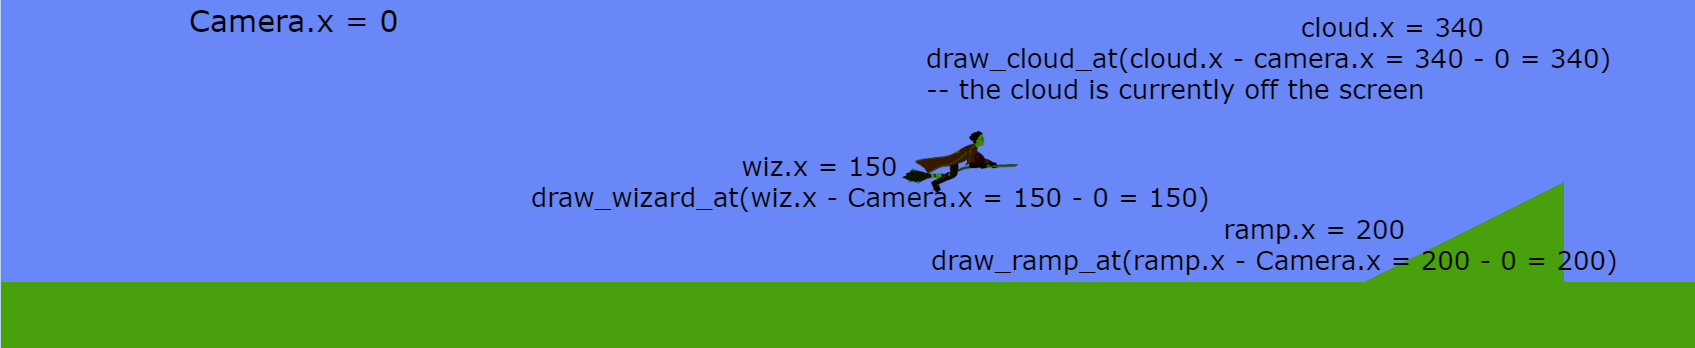 Camera.x = 0
cloud.x = 340
draw_cloud_at(cloud.x - camera.x = 340 - 0 = 340)
-- the cloud is currently off the screen
wiz.x = 150
draw_wizard_at(wiz.x - Camera.x = 150 - 0 = 150)
ramp.x = 200
draw_ramp_at(ramp.x - Camera.x = 200 - 0 = 200)